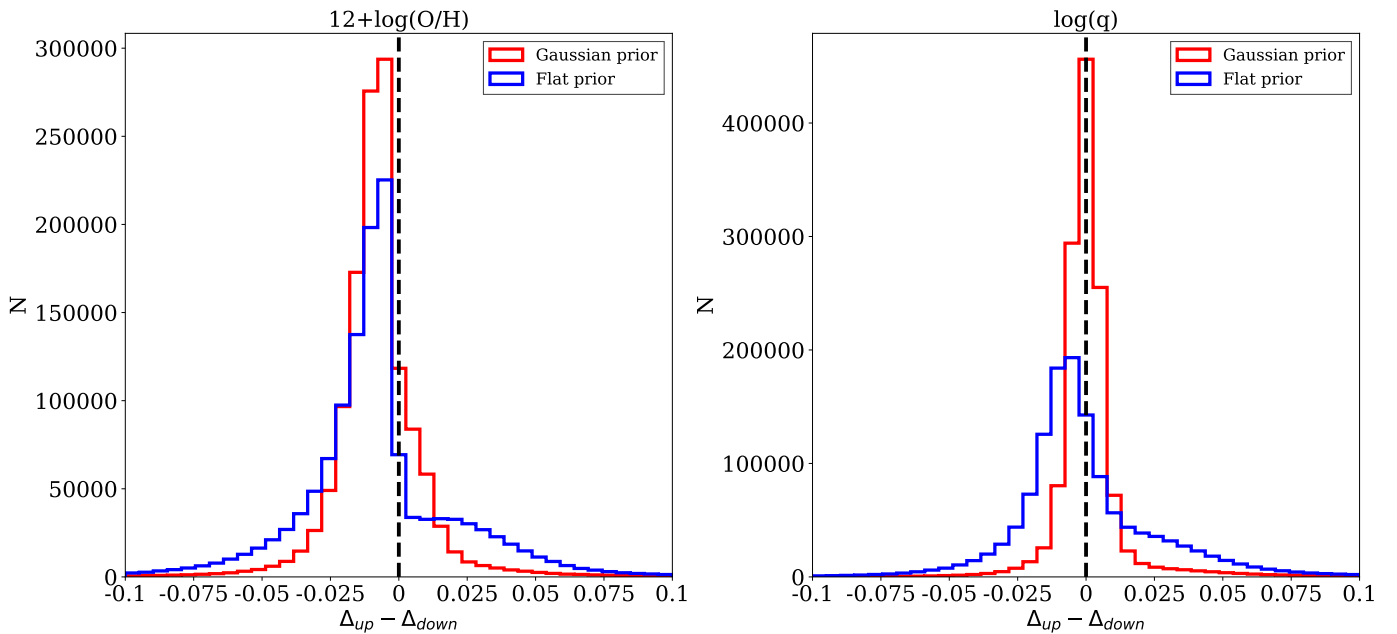 12+log(O/H)
Gaussian prior
Flat prior
300000
250000
200000
150000
100000
50000
0
N
-0.1 -0.075 -0.05 -0.025 0 0.025 0.05 0.075 0.1
Δup − Δdown
log(q)
Gaussian prior
Flat prior
400000
300000
200000
100000
0
N
-0.1 -0.075 -0.05 -0.025 0 0.025 0.05 0.075 0.1
Δup − Δdown